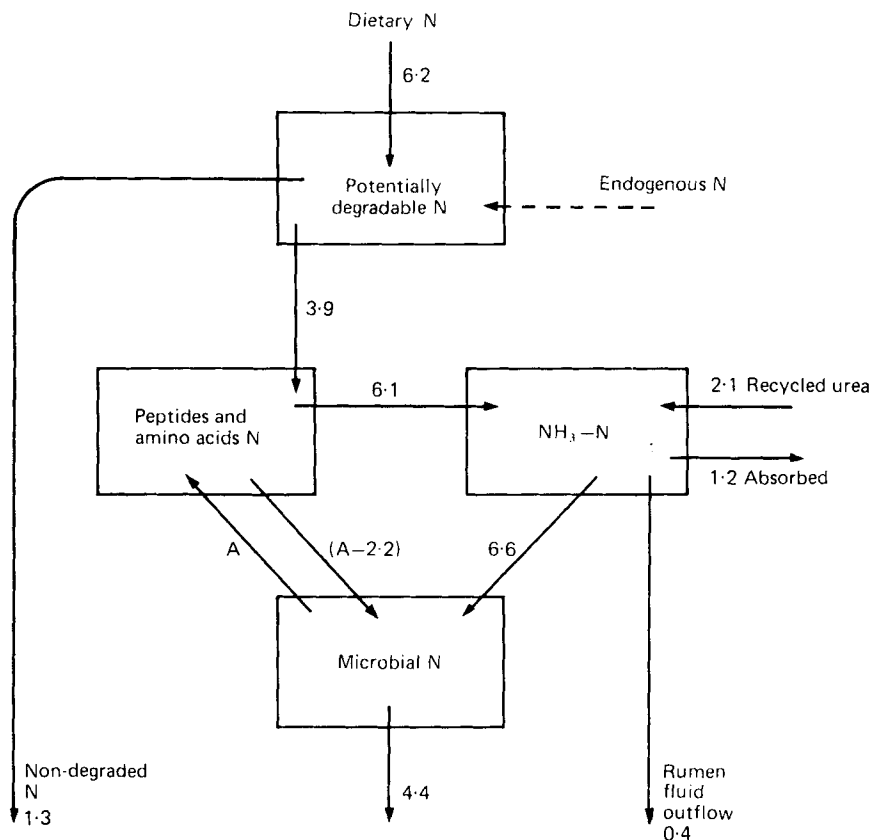 Dietary N
6·2
Potentially
degradable N
Endogenous N
3·9
Peptides and
amino acids N
6·1
NH₃–N
2·1 Recycled urea
1·2 Absorbed
A
(A–2·2)
6·6
Microbial N
Non-degraded
N
1·3
4·4
Rumen
fluid
outflow
0·4